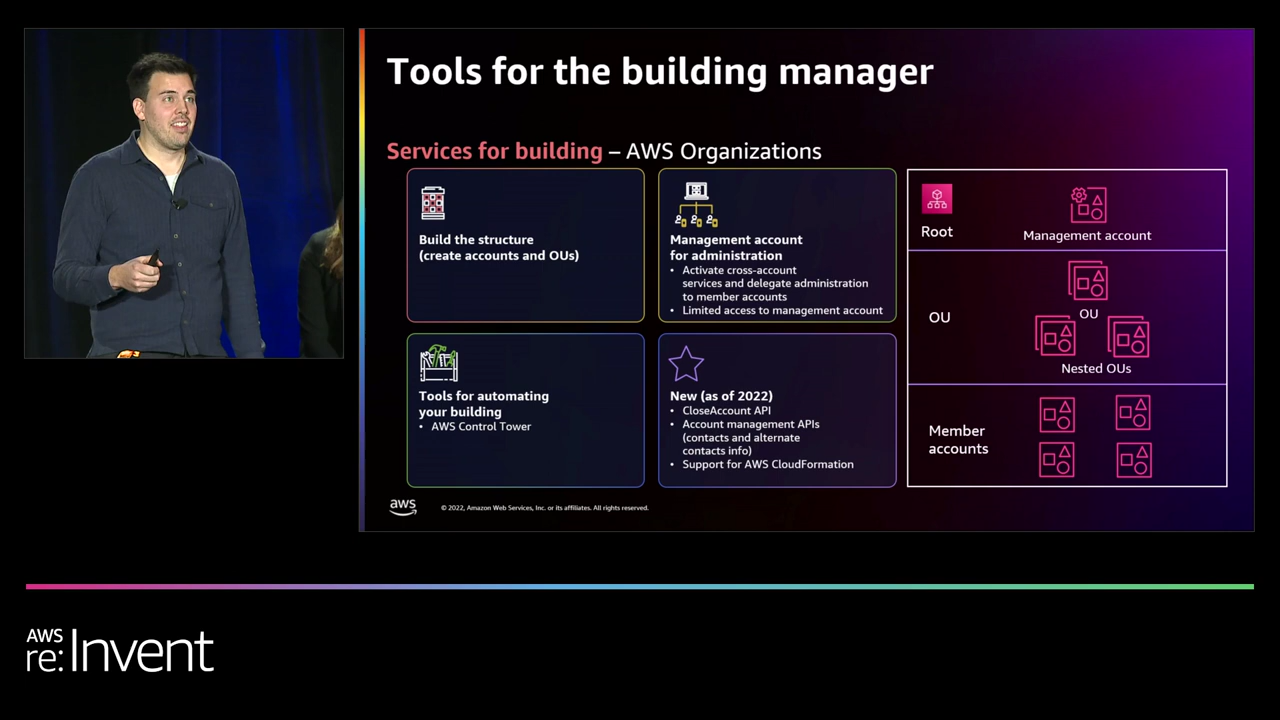 Tools for the building manager
Services for building – AWS Organizations
Build the structure
(create accounts and OUs)
Management account
for administration
• Activate cross-account
services and delegate administration
to member accounts
• Limited access to management account
Tools for automating
your building
• AWS Control Tower
New (as of 2022)
• CloseAccount API
• Account management APIs
(contacts and alternate
contacts info)
• Support for AWS CloudFormation
Root
Management account
OU
OU
Nested OUs
Member
accounts
aws
© 2022, Amazon Web Services, Inc. or its affiliates. All rights reserved.
AWS
re:Invent